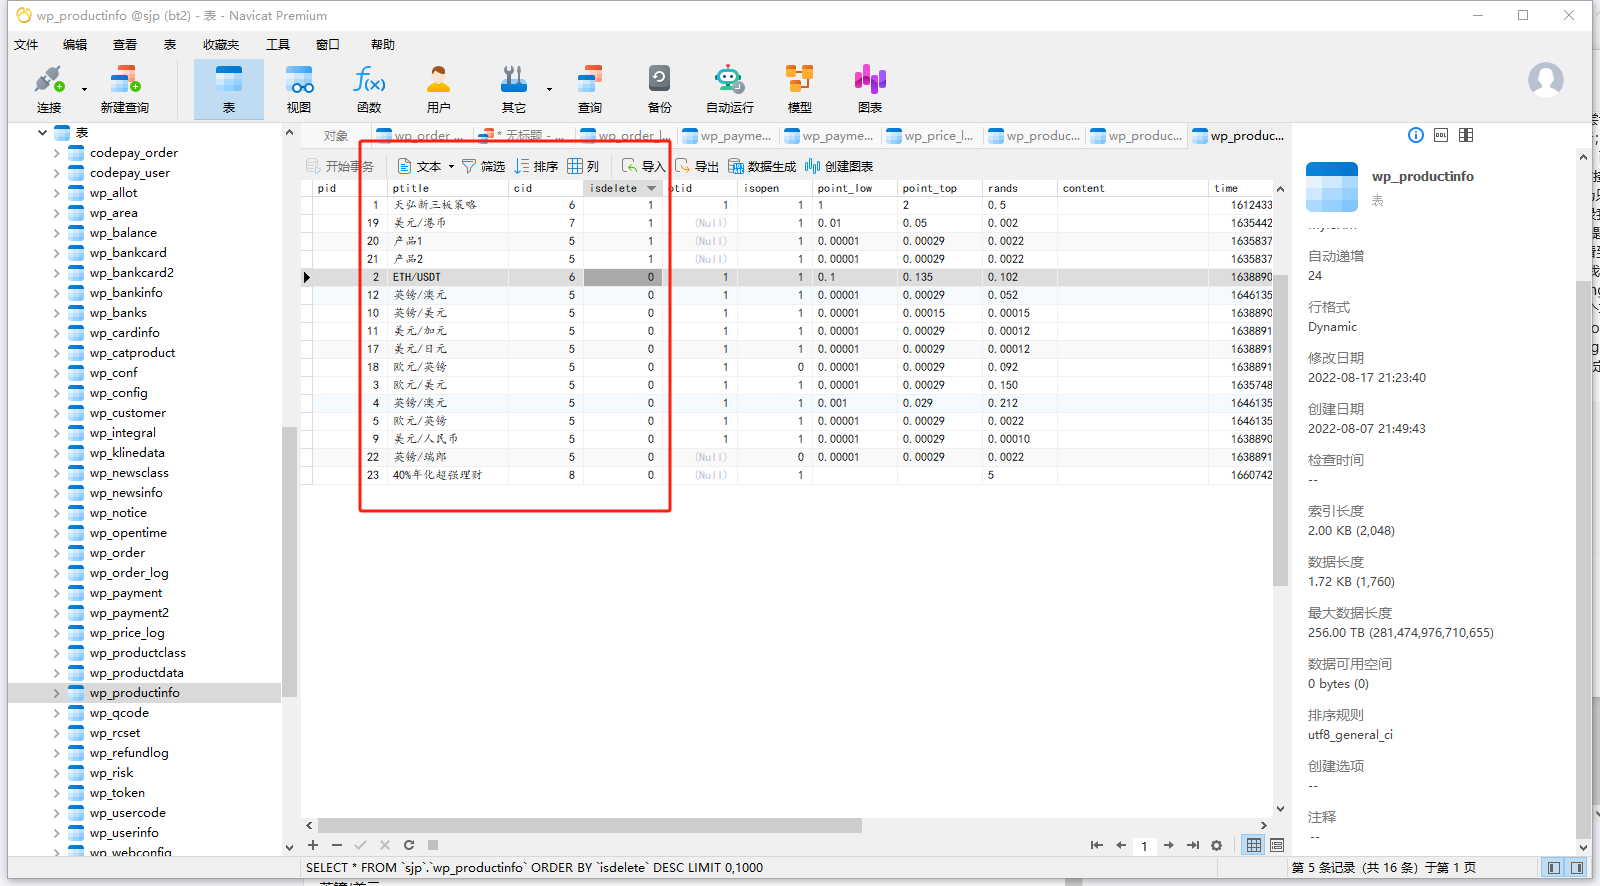 wp_productinfo @sjp (bt2) - 表 - Navicat Premium
文件 编辑 查看 表 收藏夹 工具 窗口 帮助
连接 新建查询 表 视图 函数 用户 其它 查询 备份 自动运行 模型 图表
表
codepay_order
codepay_user
wp_allot
wp_area
wp_balance
wp_bankcard
wp_bankcard2
wp_bankinfo
wp_banks
wp_cardinfo
wp_catproduct
wp_conf
wp_config
wp_customer
wp_integral
wp_klinedata
wp_newsclass
wp_newsinfo
wp_notice
wp_opentime
wp_order
wp_order_log
wp_payment
wp_payment2
wp_price_log
wp_productclass
wp_productdata
wp_productinfo
wp_qcode
wp_rcset
wp_refundlog
wp_risk
wp_token
wp_usercode
wp_userinfo
wp_webconfig
对象 wp_order ... * 无标题 - ... wp_order_l... wp_payme... wp_payme... wp_price_l... wp_produc... wp_produc... wp_produc...
开始事务 文本 筛选 排序 列 导入 导出 数据生成 创建图表
pid ptitle cid isdelete otid isopen point_low point_top rands content time
1 天弘新三板策略 6 1 1 1 1 2 0.5 1612433
19 美元/港币 7 1 (Null) 1 0.01 0.05 0.002 1635442
20 产品1 5 1 (Null) 1 0.00001 0.00029 0.0022 1635837
21 产品2 5 1 (Null) 1 0.00001 0.00029 0.0022 1635837
2 ETH/USDT 6 0 1 1 0.1 0.135 0.102 1638890
12 英镑/澳元 5 0 1 1 0.00001 0.00029 0.052 1646135
10 英镑/美元 5 0 1 1 0.00001 0.00015 0.00015 1638890
11 美元/加元 5 0 1 1 0.00001 0.00029 0.00012 1638891
17 美元/日元 5 0 1 1 0.00001 0.00029 0.00012 1638891
18 欧元/英镑 5 0 1 0 0.00001 0.00029 0.092 1638891
3 欧元/美元 5 0 1 1 0.00001 0.00029 0.150 1635748
4 英镑/澳元 5 0 1 1 0.001 0.029 0.212 1646135
5 欧元/英镑 5 0 1 1 0.00001 0.00029 0.0022 1646135
9 美元/人民币 5 0 1 1 0.00001 0.00029 0.00010 1638890
22 英镑/瑞郎 5 0 (Null) 0 0.00001 0.00029 0.0022 1638891
23 40%年化超强理财 8 0 (Null) 1 5 1660742
1
SELECT * FROM `sjp`.`wp_productinfo` ORDER BY `isdelete` DESC LIMIT 0,1000
第 5 条记录 (共 16 条) 于第 1 页
wp_productinfo
表
自动递增
24
行格式
Dynamic
修改日期
2022-08-17 21:23:40
创建日期
2022-08-07 21:49:43
检查时间
--
索引长度
2.00 KB (2,048)
数据长度
1.72 KB (1,760)
最大数据长度
256.00 TB (281,474,976,710,655)
数据可用空间
0 bytes (0)
排序规则
utf8_general_ci
创建选项
--
注释
--